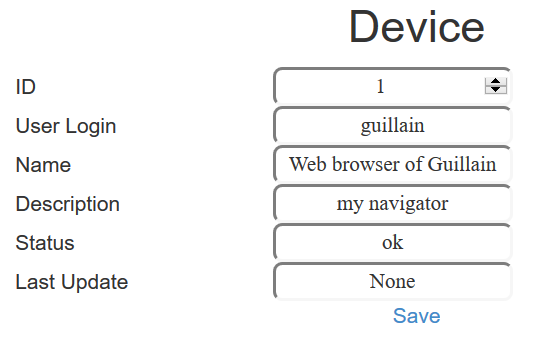 Device
ID 1
User Login guillain
Name Web browser of Guillain
Description my navigator
Status ok
Last Update None
Save